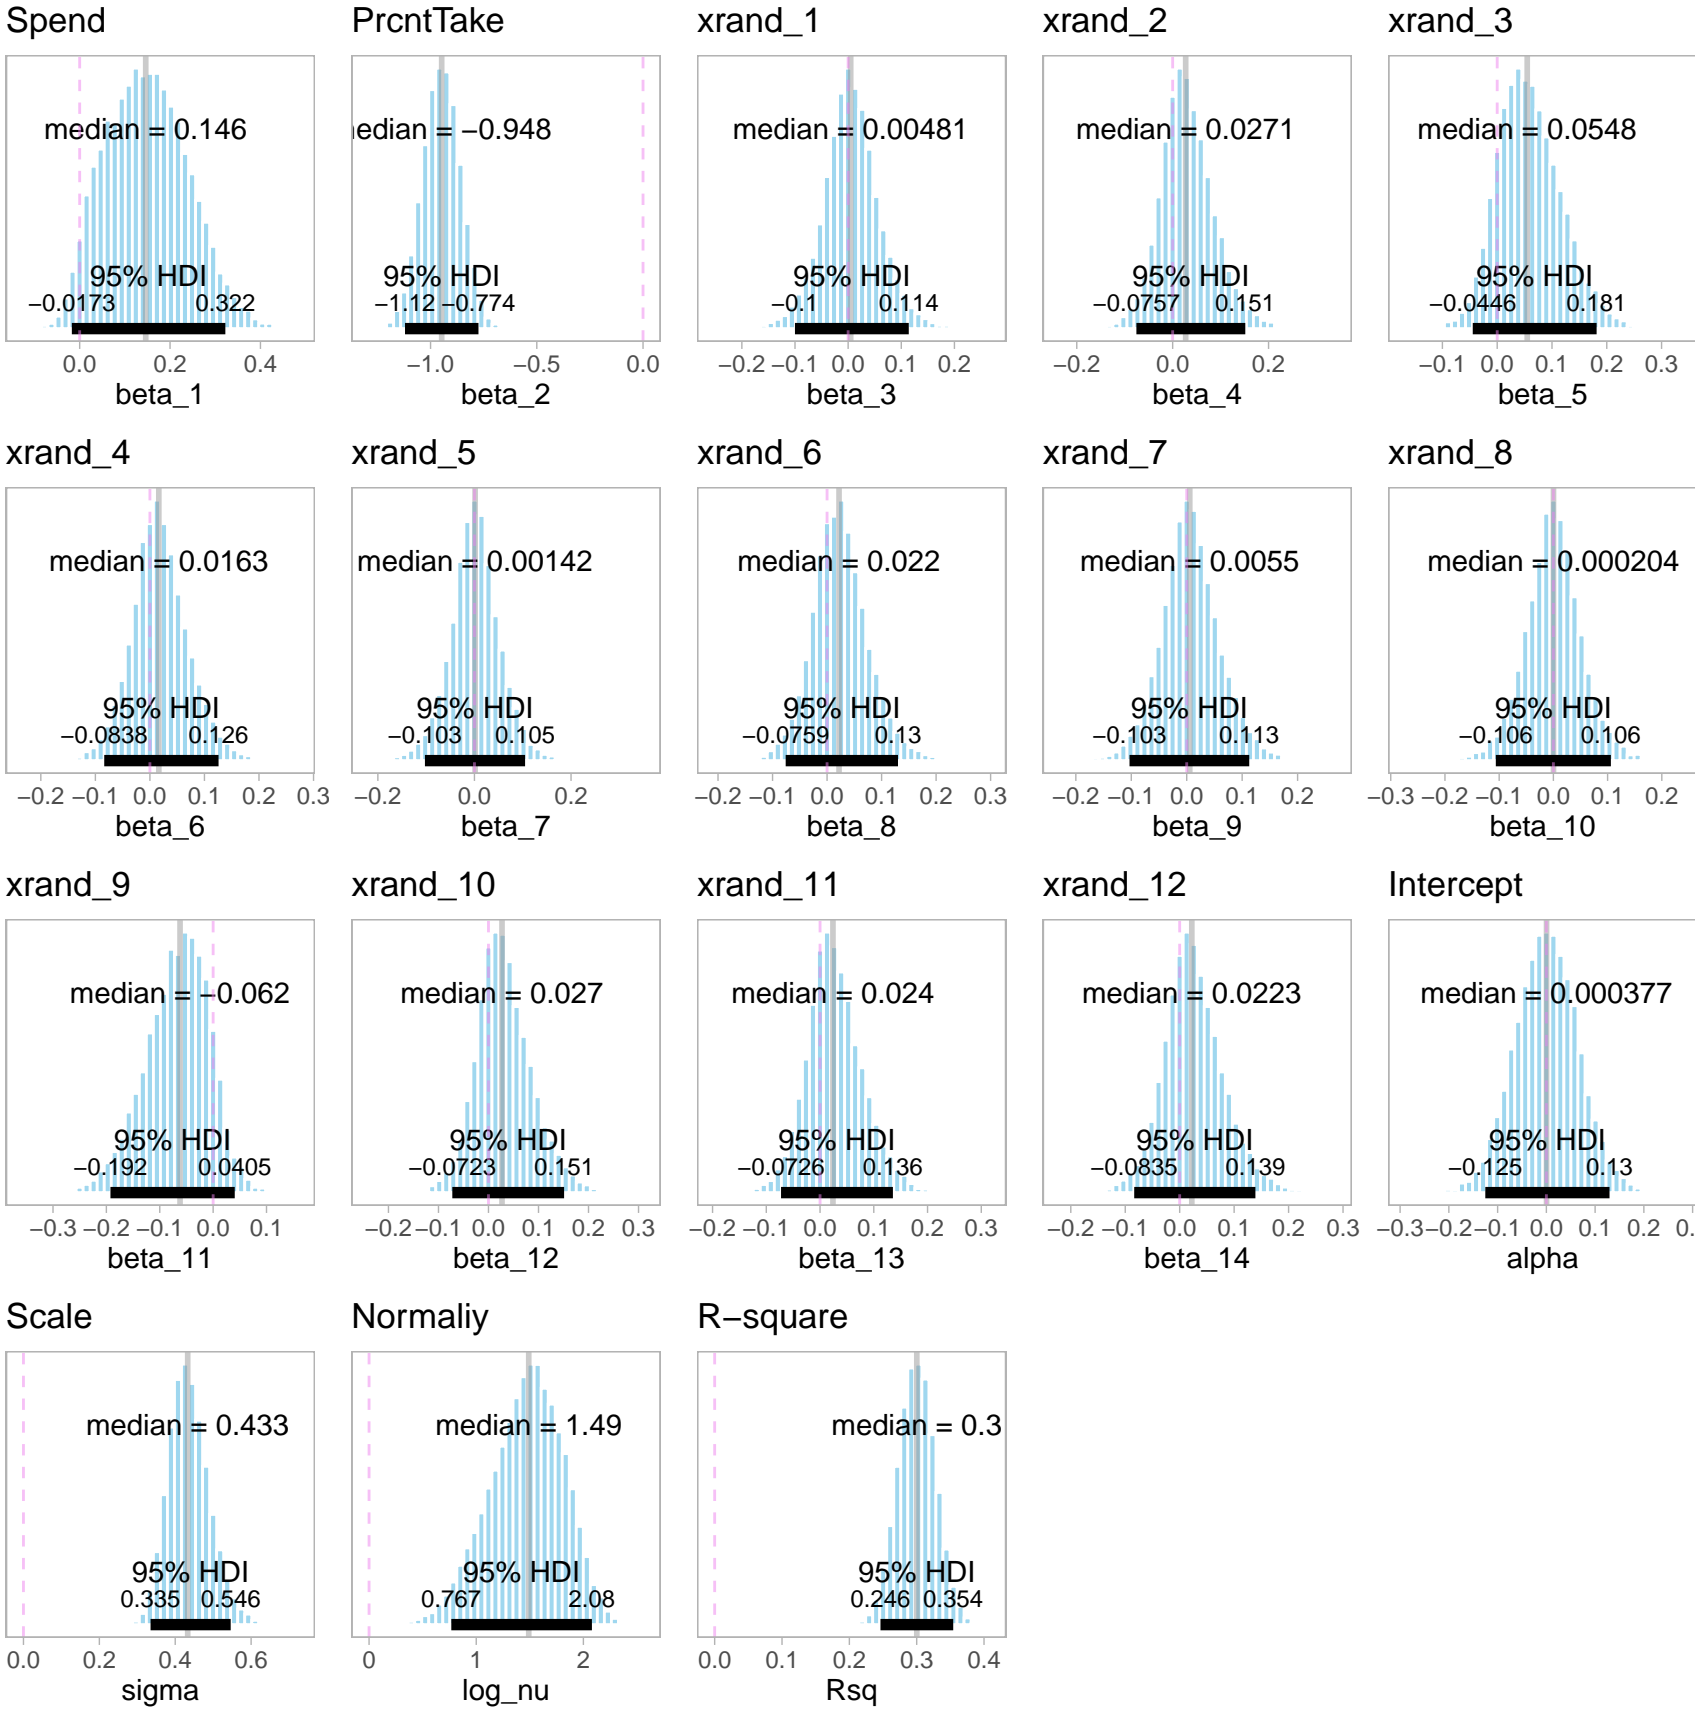 Spend PrcntTake xrand_1 xrand_2 xrand_3
median = 0.146 edian = −0.948 median = 0.00481 median = 0.0271 median = 0.0548
95% HDI 95% HDI 95% HDI 95% HDI 95% HDI
−0.0173 0.322 −1.12 −0.774 −0.1 0.114 −0.0757 0.151 −0.0446 0.181
0.0 0.2 0.4 −1.0 −0.5 0.0 −0.2 −0.1 0.0 0.1 0.2 −0.2 0.0 0.2 −0.1 0.0 0.1 0.2 0.3
beta_1 beta_2 beta_3 beta_4 beta_5
xrand_4 xrand_5 xrand_6 xrand_7 xrand_8
median = 0.0163 median = 0.00142 median = 0.022 median = 0.0055 median = 0.000204
95% HDI 95% HDI 95% HDI 95% HDI 95% HDI
−0.0838 0.126 −0.103 0.105 −0.0759 0.13 −0.103 0.113 −0.106 0.106
−0.2 −0.1 0.0 0.1 0.2 0.3 −0.2 0.0 0.2 −0.2 −0.1 0.0 0.1 0.2 0.3 −0.2 −0.1 0.0 0.1 0.2 −0.3 −0.2 −0.1 0.0 0.1 0.2
beta_6 beta_7 beta_8 beta_9 beta_10
xrand_9 xrand_10 xrand_11 xrand_12 Intercept
median = −0.062 median = 0.027 median = 0.024 median = 0.0223 median = 0.000377
95% HDI 95% HDI 95% HDI 95% HDI 95% HDI
−0.192 0.0405 −0.0723 0.151 −0.0726 0.136 −0.0835 0.139 −0.125 0.13
−0.3 −0.2 −0.1 0.0 0.1 −0.2 −0.1 0.0 0.1 0.2 0.3 −0.2 −0.1 0.0 0.1 0.2 0.3 −0.2 −0.1 0.0 0.1 0.2 0.3 −0.3 −0.2 −0.1 0.0 0.1 0.2
beta_11 beta_12 beta_13 beta_14 alpha
Scale Normaliy R−square
median = 0.433 median = 1.49 median = 0.3
95% HDI 95% HDI 95% HDI
0.335 0.546 0.767 2.08 0.246 0.354
0.0 0.2 0.4 0.6 0 1 2 0.0 0.1 0.2 0.3 0.4
sigma log_nu Rsq